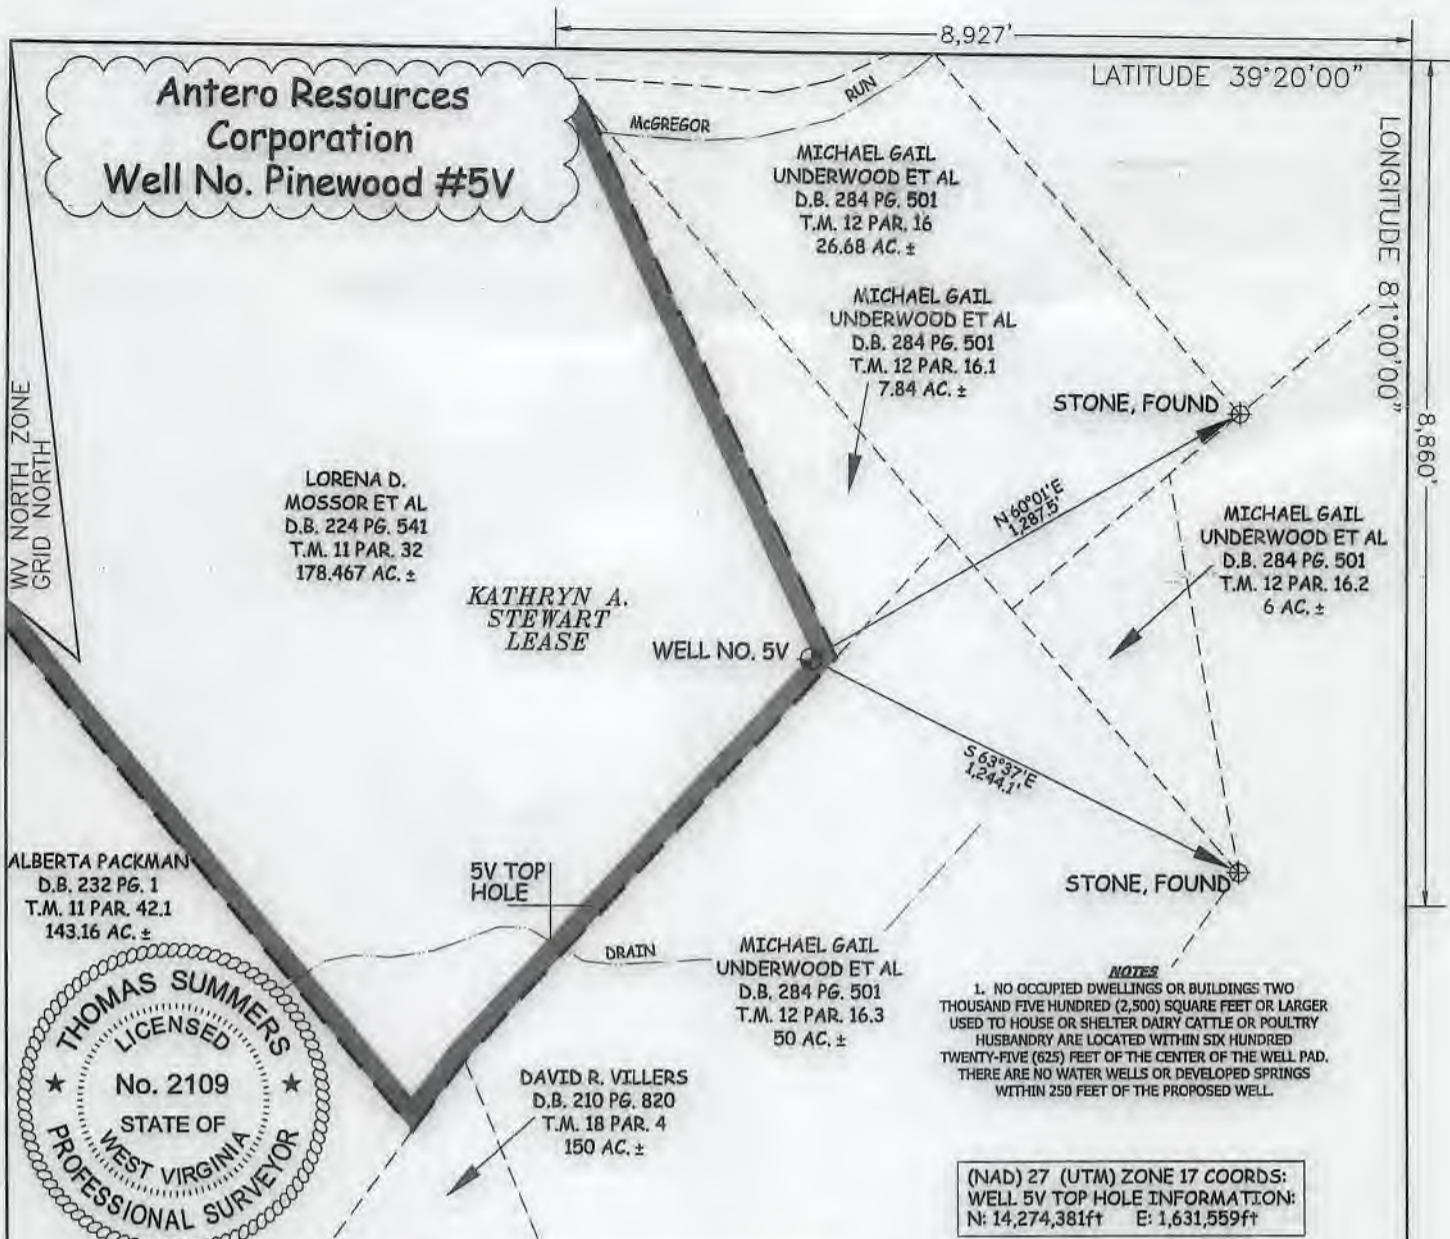 8,927'
LATITUDE 39°20'00"
LONGITUDE 81°00'00"
8,860'
Antero Resources
Corporation
Well No. Pinewood #5V
WV NORTH ZONE
GRID NORTH
McGREGOR
RUN
MICHAEL GAIL
UNDERWOOD ET AL
D.B. 284 PG. 501
T.M. 12 PAR. 16
26.68 AC. ±
MICHAEL GAIL
UNDERWOOD ET AL
D.B. 284 PG. 501
T.M. 12 PAR. 16.1
7.84 AC. ±
STONE, FOUND
LORENA D.
MOSSOR ET AL
D.B. 224 PG. 541
T.M. 11 PAR. 32
178.467 AC. ±
N 60°01'E
1,287.5'
MICHAEL GAIL
UNDERWOOD ET AL
D.B. 284 PG. 501
T.M. 12 PAR. 16.2
6 AC. ±
KATHRYN A.
STEWART
LEASE
WELL NO. 5V
S 63°37'E
1,244.1'
STONE, FOUND
ALBERTA PACKMAN
D.B. 232 PG. 1
T.M. 11 PAR. 42.1
143.16 AC. ±
5V TOP
HOLE
DRAIN
MICHAEL GAIL
UNDERWOOD ET AL
D.B. 284 PG. 501
T.M. 12 PAR. 16.3
50 AC. ±
NOTES
1. NO OCCUPIED DWELLINGS OR BUILDINGS TWO
THOUSAND FIVE HUNDRED (2,500) SQUARE FEET OR LARGER
USED TO HOUSE OR SHELTER DAIRY CATTLE OR POULTRY
HUSBANDRY ARE LOCATED WITHIN SIX HUNDRED
TWENTY-FIVE (625) FEET OF THE CENTER OF THE WELL PAD.
THERE ARE NO WATER WELLS OR DEVELOPED SPRINGS
WITHIN 250 FEET OF THE PROPOSED WELL.
THOMAS SUMMERS
LICENSED
No. 2109
STATE OF
WEST VIRGINIA
PROFESSIONAL SURVEYOR
DAVID R. VILLERS
D.B. 210 PG. 820
T.M. 18 PAR. 4
150 AC. ±
(NAD) 27 (UTM) ZONE 17 COORDS:
WELL 5V TOP HOLE INFORMATION:
N: 14,274,381ft E: 1,631,559ft